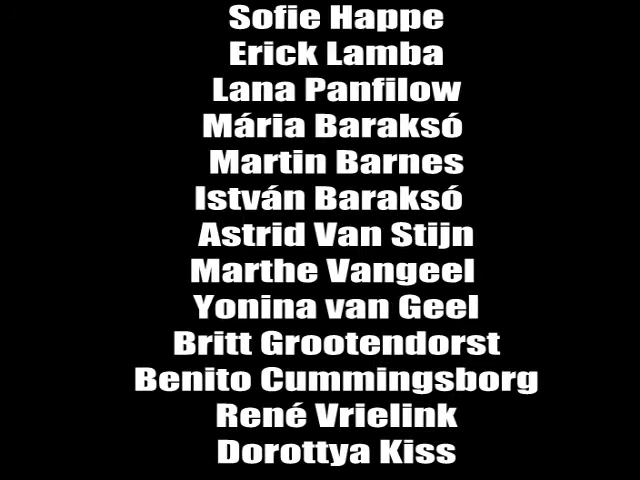 Sofie Happe
Erick Lamba
Lana Panfilow
Mária Baraksó
Martin Barnes
István Baraksó
Astrid Van Stijn
Marthe Vangeel
Yonina van Geel
Britt Grootendorst
Benito Cummingsborg
René Vrielink
Dorottya Kiss